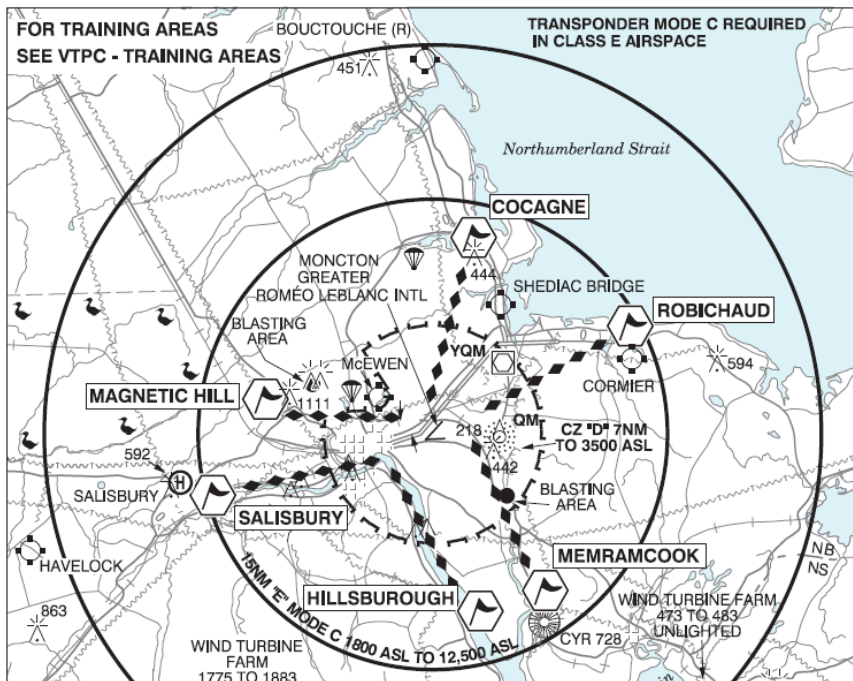 FOR TRAINING AREAS
SEE VTPC - TRAINING AREAS
BOUCTOUCHE (R)
451
TRANSPONDER MODE C REQUIRED
IN CLASS E AIRSPACE
Northumberland Strait
COCAGNE
444
MONCTON
GREATER
ROMÉO LEBLANC INTL
SHEDIAC BRIDGE
ROBICHAUD
BLASTING
AREA
McEWEN
YQM
CORMIER
594
MAGNETIC HILL
1111
QM
218
442
CZ "D" 7NM
TO 3500 ASL
592
H
SALISBURY
SALISBURY
BLASTING
AREA
HAVELOCK
MEMRAMCOOK
HILLSBOROUGH
15NM "E" MODE C 1800 ASL TO 12,500 ASL
CYR 728
NB
NS
WIND TURBINE FARM
473 TO 483
UNLIGHTED
863
WIND TURBINE
FARM
1775 TO 1883